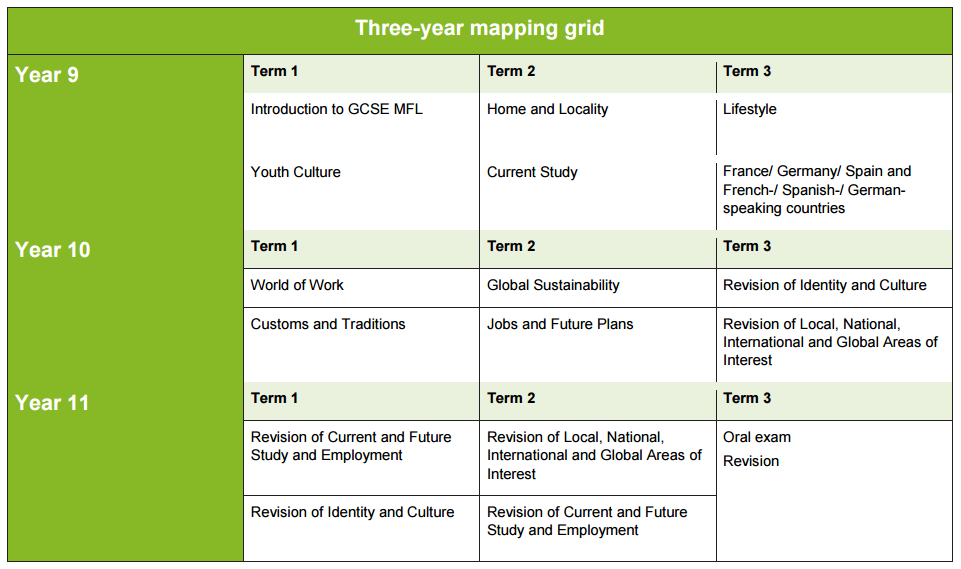 Three-year mapping grid
Year 9
Term 1
Term 2
Term 3
Introduction to GCSE MFL
Home and Locality
Lifestyle
Youth Culture
Current Study
France/ Germany/ Spain and
French-/ Spanish-/ German-
speaking countries
Year 10
Term 1
Term 2
Term 3
World of Work
Global Sustainability
Revision of Identity and Culture
Customs and Traditions
Jobs and Future Plans
Revision of Local, National,
International and Global Areas of
Interest
Year 11
Term 1
Term 2
Term 3
Revision of Current and Future
Study and Employment
Revision of Local, National,
International and Global Areas of
Interest
Oral exam
Revision
Revision of Identity and Culture
Revision of Current and Future
Study and Employment